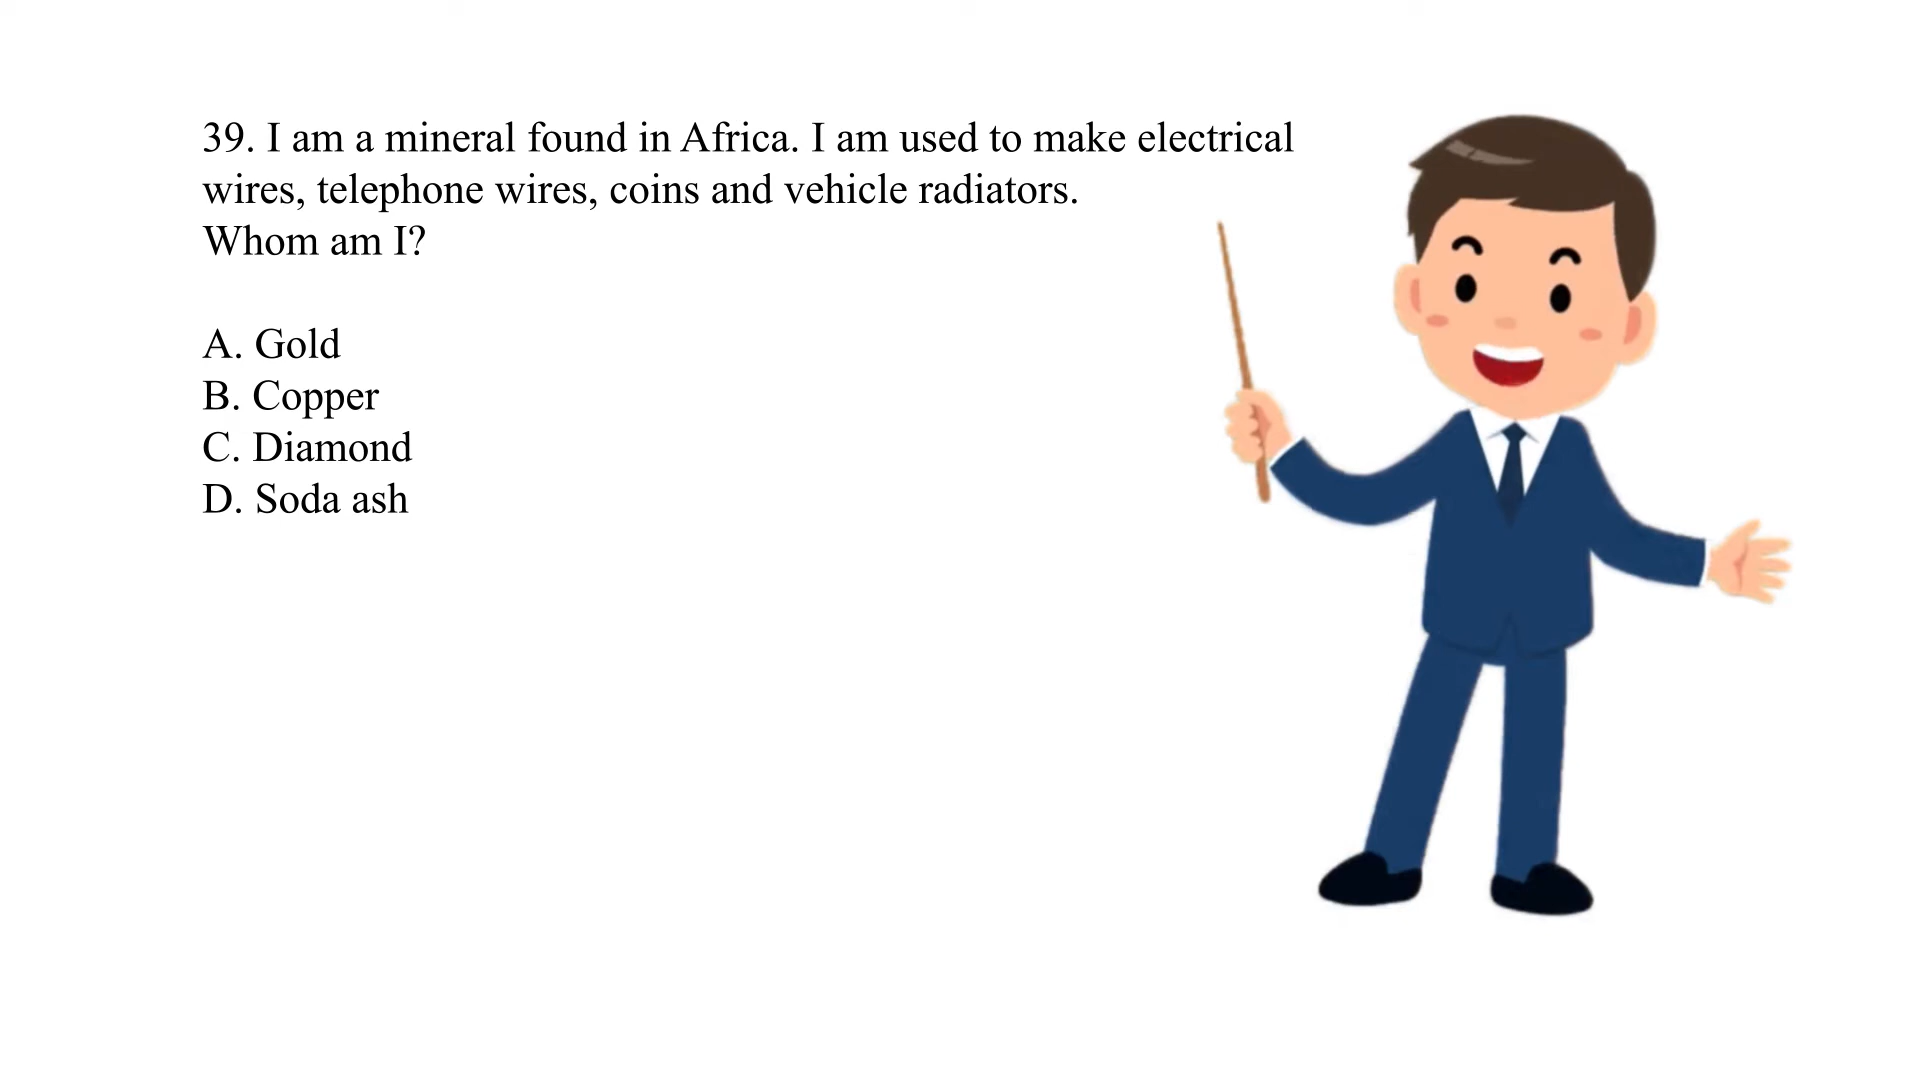 39. I am a mineral found in Africa. I am used to make electrical
wires, telephone wires, coins and vehicle radiators.
Whom am I?
A. Gold
B. Copper
C. Diamond
D. Soda ash